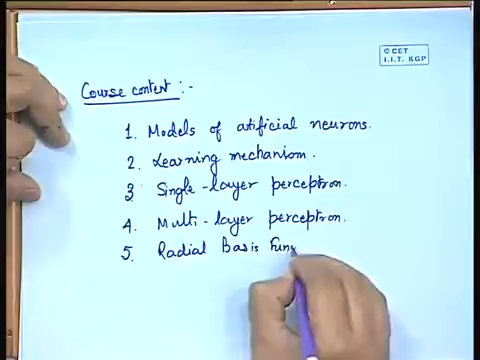 © CET
I.I.T. KGP
Course content :-
1. Models of artificial neurons.
2. Learning mechanism.
3. Single-layer perceptron.
4. Multi-layer perceptron.
5. Radial Basis Fun